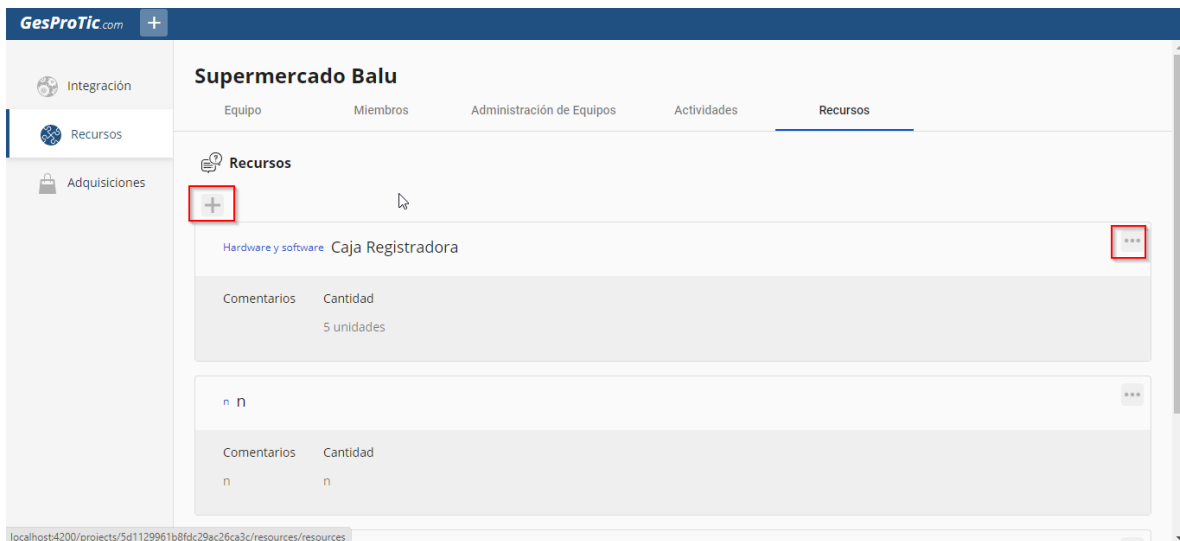 GesProTic.com +
Integración
Recursos
Adquisiciones
Supermercado Balu
Equipo Miembros Administración de Equipos Actividades Recursos
Recursos
+
Hardware y software Caja Registradora
Comentarios Cantidad
5 unidades
n n
Comentarios Cantidad
n n
localhost:4200/projects/5d1129961b8fdc29ac26ca3c/resources/resources